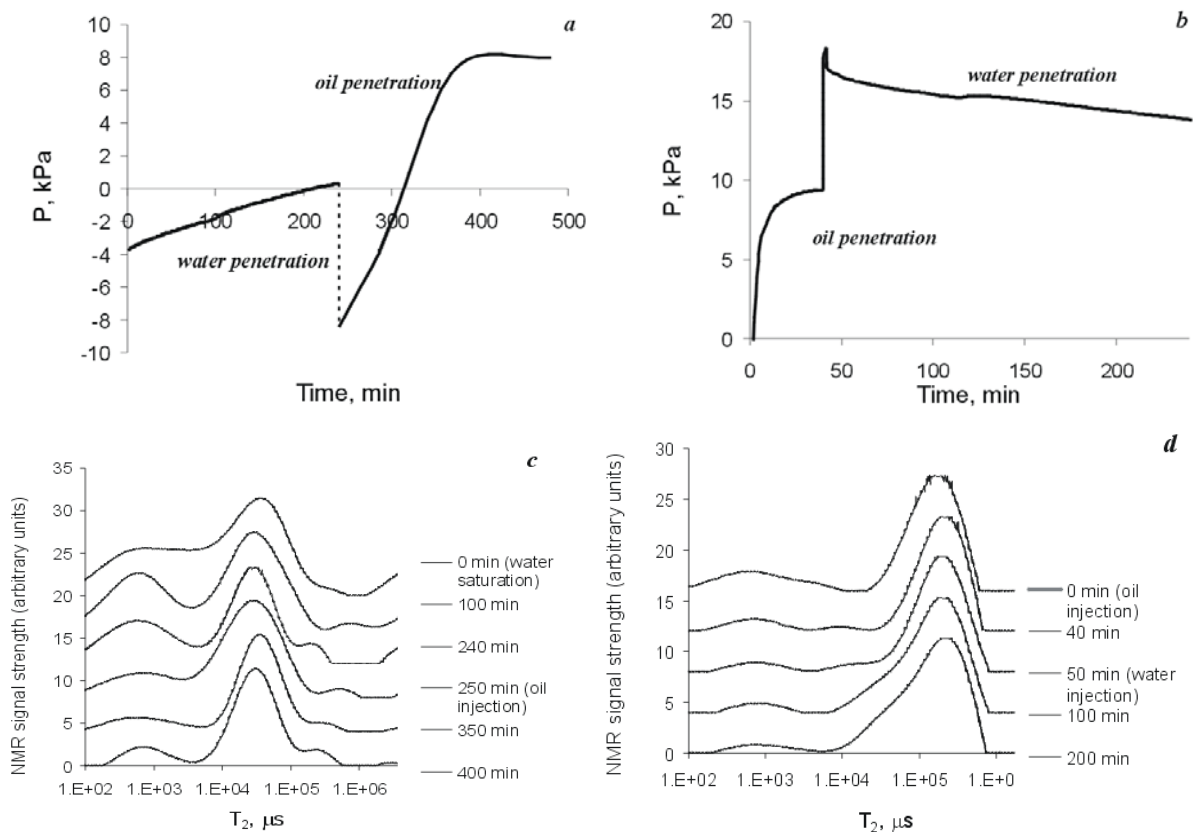 a
10
8
6
4
2
0
-2
-4
-6
-8
-10
P, kPa
0
100
200
300
400
500
oil penetration
water penetration
Time, min
b
20
15
10
5
0
P, kPa
0
50
100
150
200
water penetration
oil penetration
Time, min
c
35
30
25
20
15
10
5
0
NMR signal strength (arbitrary units)
0 min (water
saturation)
100 min
240 min
250 min (oil
injection)
350 min
400 min
1.E+02
1.E+03
1.E+04
1.E+05
1.E+06
T2, µs
d
30
25
20
15
10
5
0
NMR signal strength (arbitrary units)
0 min (oil
injection)
40 min
50 min (water
injection)
100 min
200 min
1.E+02
1.E+03
1.E+04
1.E+05
1.E+0
T2, µs